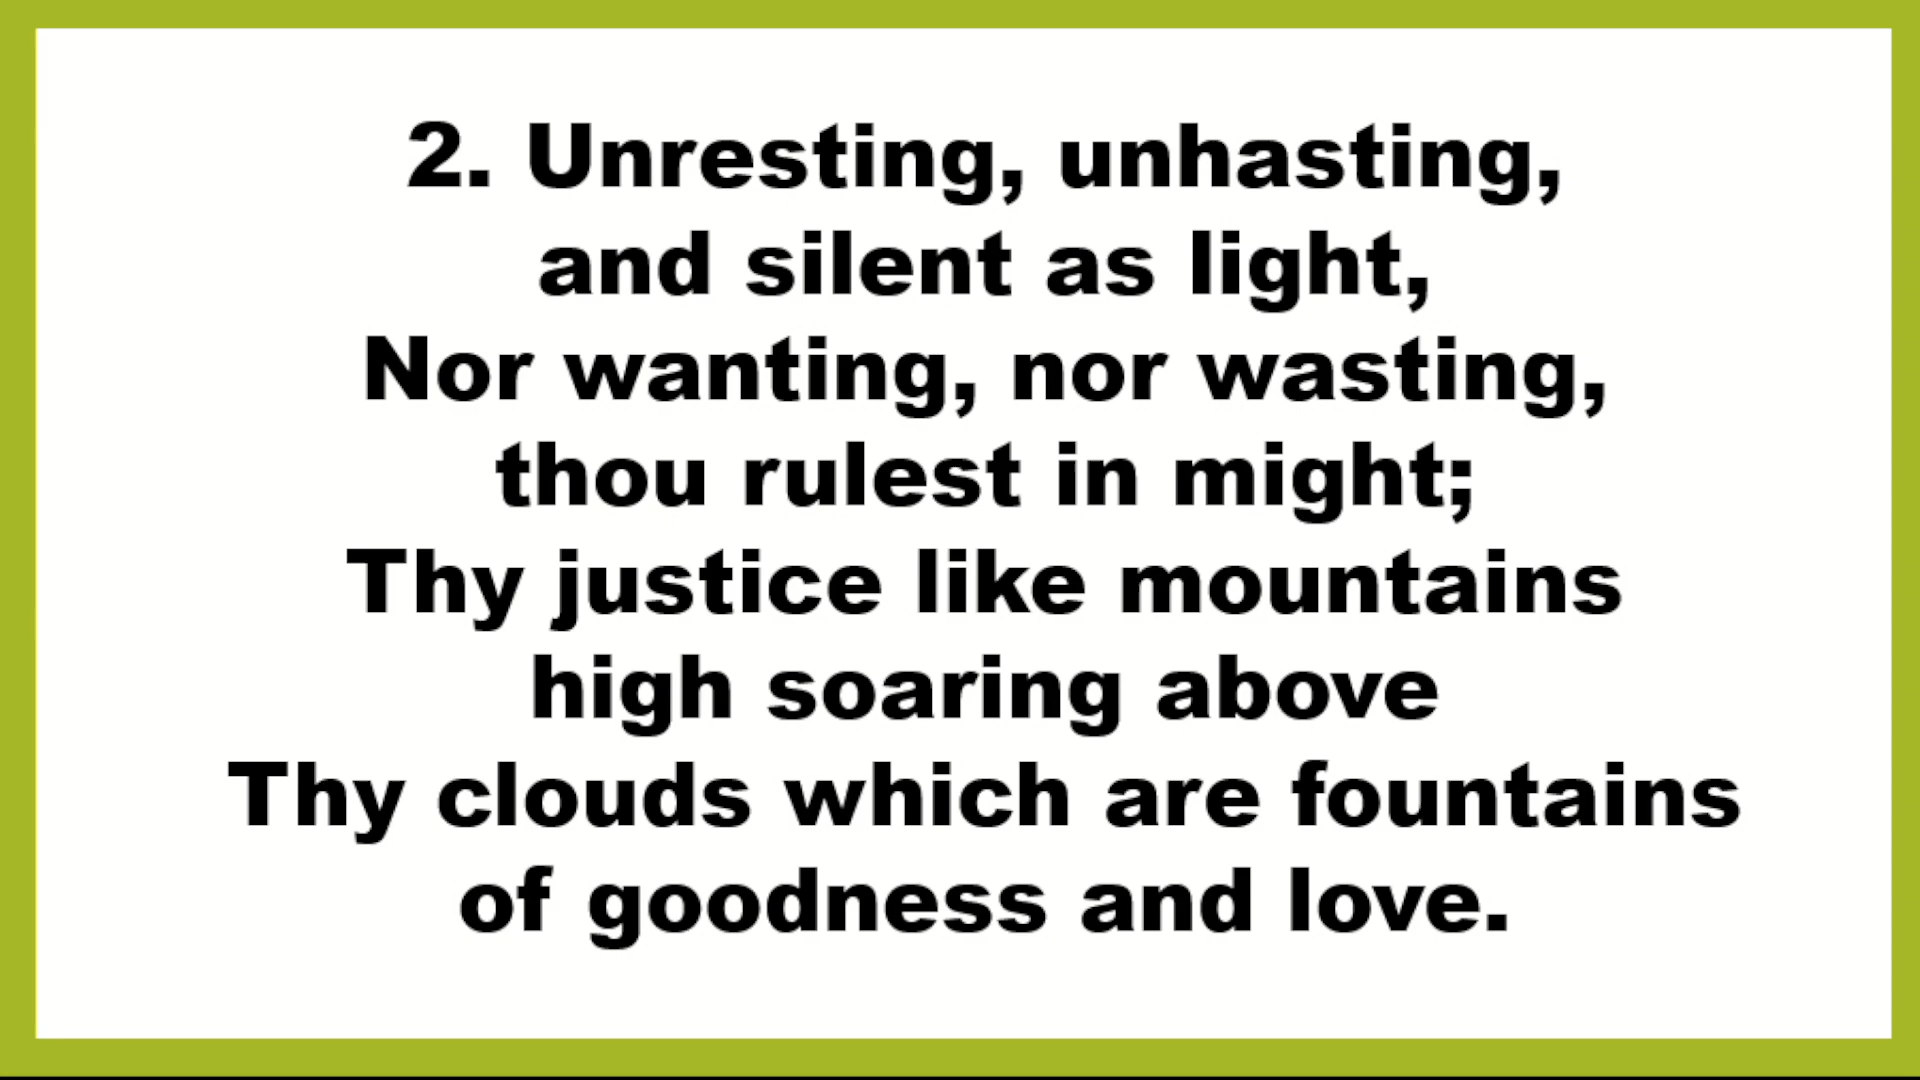 2. Unresting, unhasting,
and silent as light,
Nor wanting, nor wasting,
thou rulest in might;
Thy justice like mountains
high soaring above
Thy clouds which are fountains
of goodness and love.